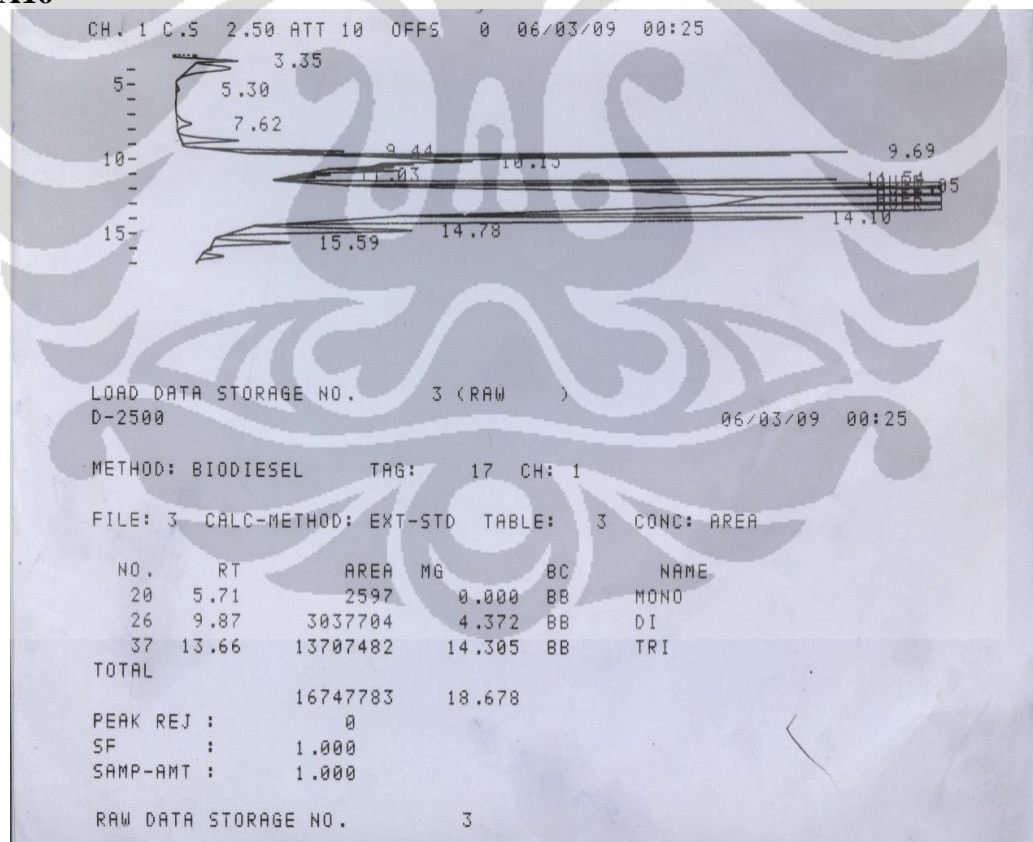 CH. 1 C.S 2.50 ATT 10 OFFS 0 06/03/09 00:25
3.35
5
5.30
7.62
9.44 9.69
10 10.13
11.03
14.10
15 14.78
15.59
LOAD DATA STORAGE NO. 3 (RAW )
D-2500 06/03/09 00:25
METHOD: BIODIESEL TAG: 17 CH: 1
FILE: 3 CALC-METHOD: EXT-STD TABLE: 3 CONC: AREA
NO. RT AREA MG BC NAME
20 5.71 2597 0.000 BB MONO
26 9.87 3037704 4.372 BB DI
37 13.66 13707482 14.305 BB TRI
TOTAL
16747783 18.678
PEAK REJ : 0
SF : 1.000
SAMP-AMT : 1.000
RAW DATA STORAGE NO. 3